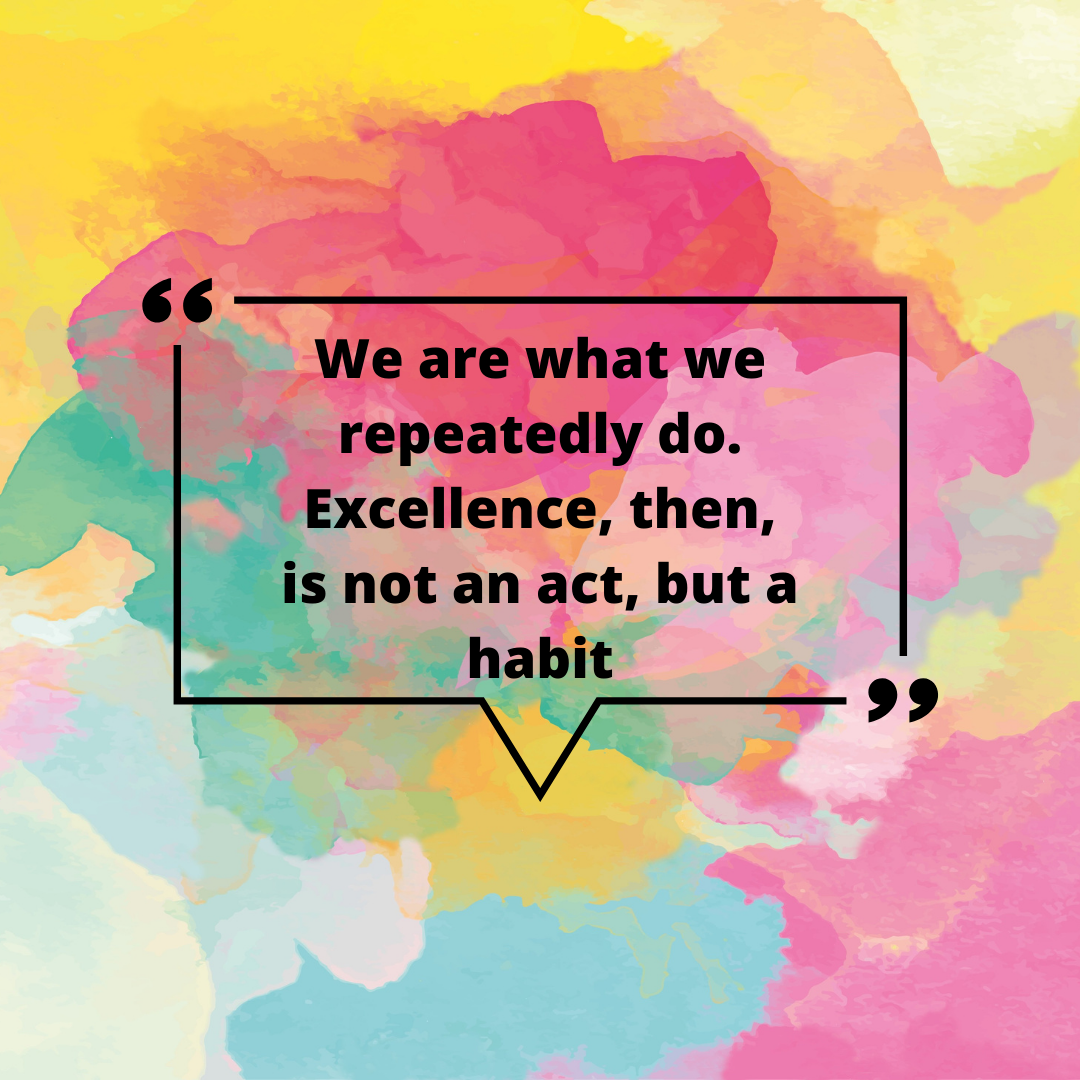 “
We are what we
repeatedly do.
Excellence, then,
is not an act, but a
habit
”